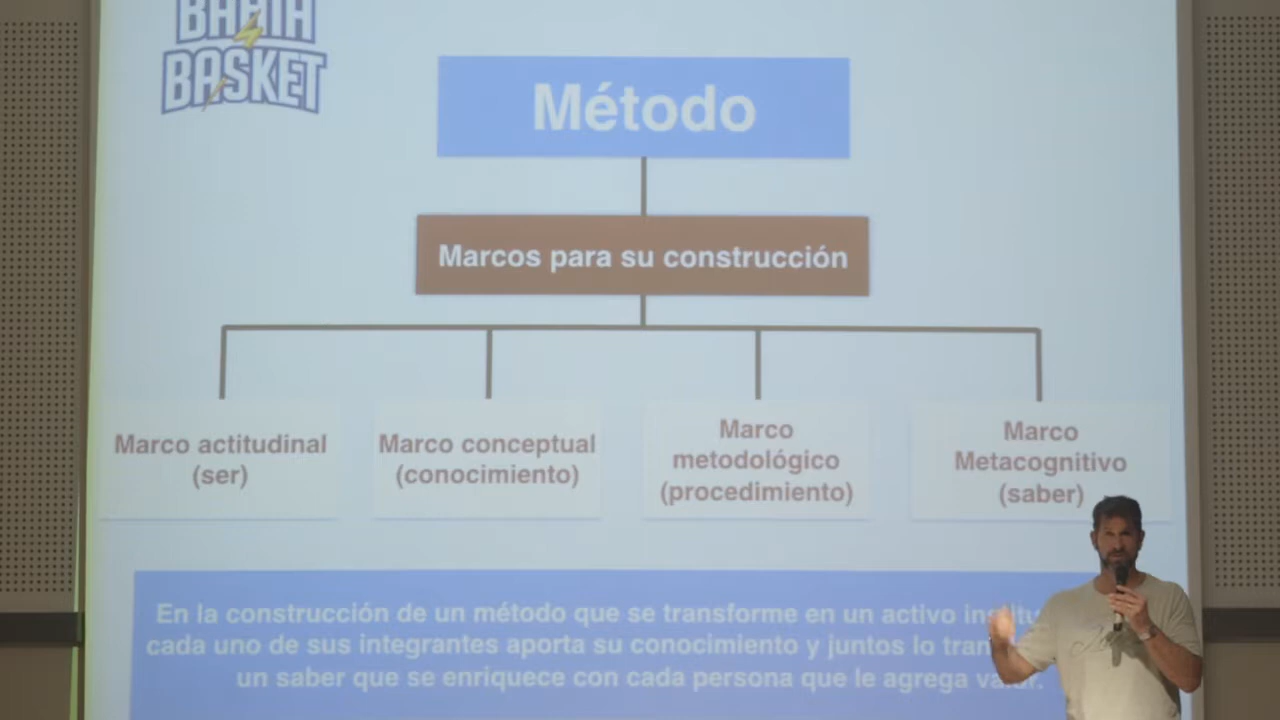 BAHIA
BASKET
Método
Marcos para su construcción
Marco actitudinal
(ser)
Marco conceptual
(conocimiento)
Marco
metodológico
(procedimiento)
Marco
Metacognitivo
(saber)
En la construcción de un método que se transforme en un activo
cada uno de sus integrantes aporta su conocimiento y juntos lo
un saber que se enriquece con cada persona que le agrega valor.